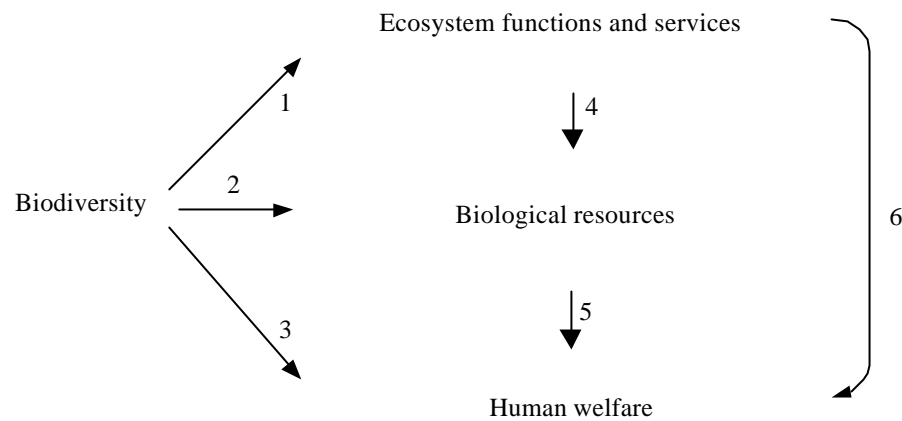 Ecosystem functions and services
1
4
2
Biodiversity
Biological resources
6
3
5
Human welfare